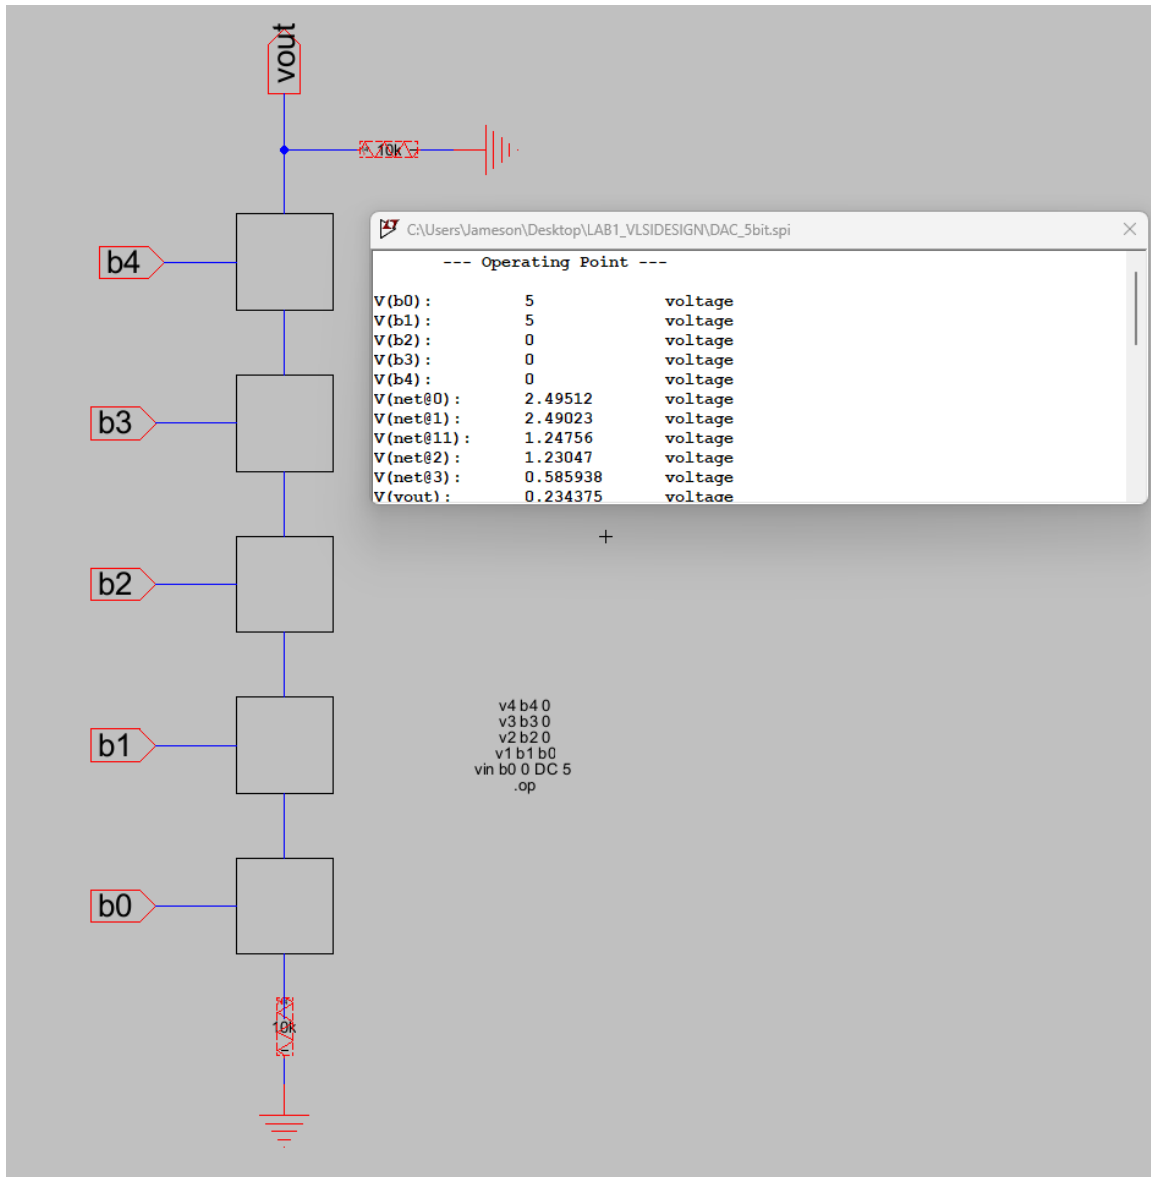 vout
10k
C:\Users\Jameson\Desktop\LAB1_VLSIDESIGN\DAC_5bit.spi
--- Operating Point ---
V(b0): 5 voltage
V(b1): 5 voltage
V(b2): 0 voltage
V(b3): 0 voltage
V(b4): 0 voltage
V(net@0): 2.49512 voltage
V(net@1): 2.49023 voltage
V(net@11): 1.24756 voltage
V(net@2): 1.23047 voltage
V(net@3): 0.585938 voltage
V(vout): 0.234375 voltage
b4
b3
b2
b1
b0
v4 b4 0
v3 b3 0
v2 b2 0
v1 b1 b0
vin b0 0 DC 5
.op
10k